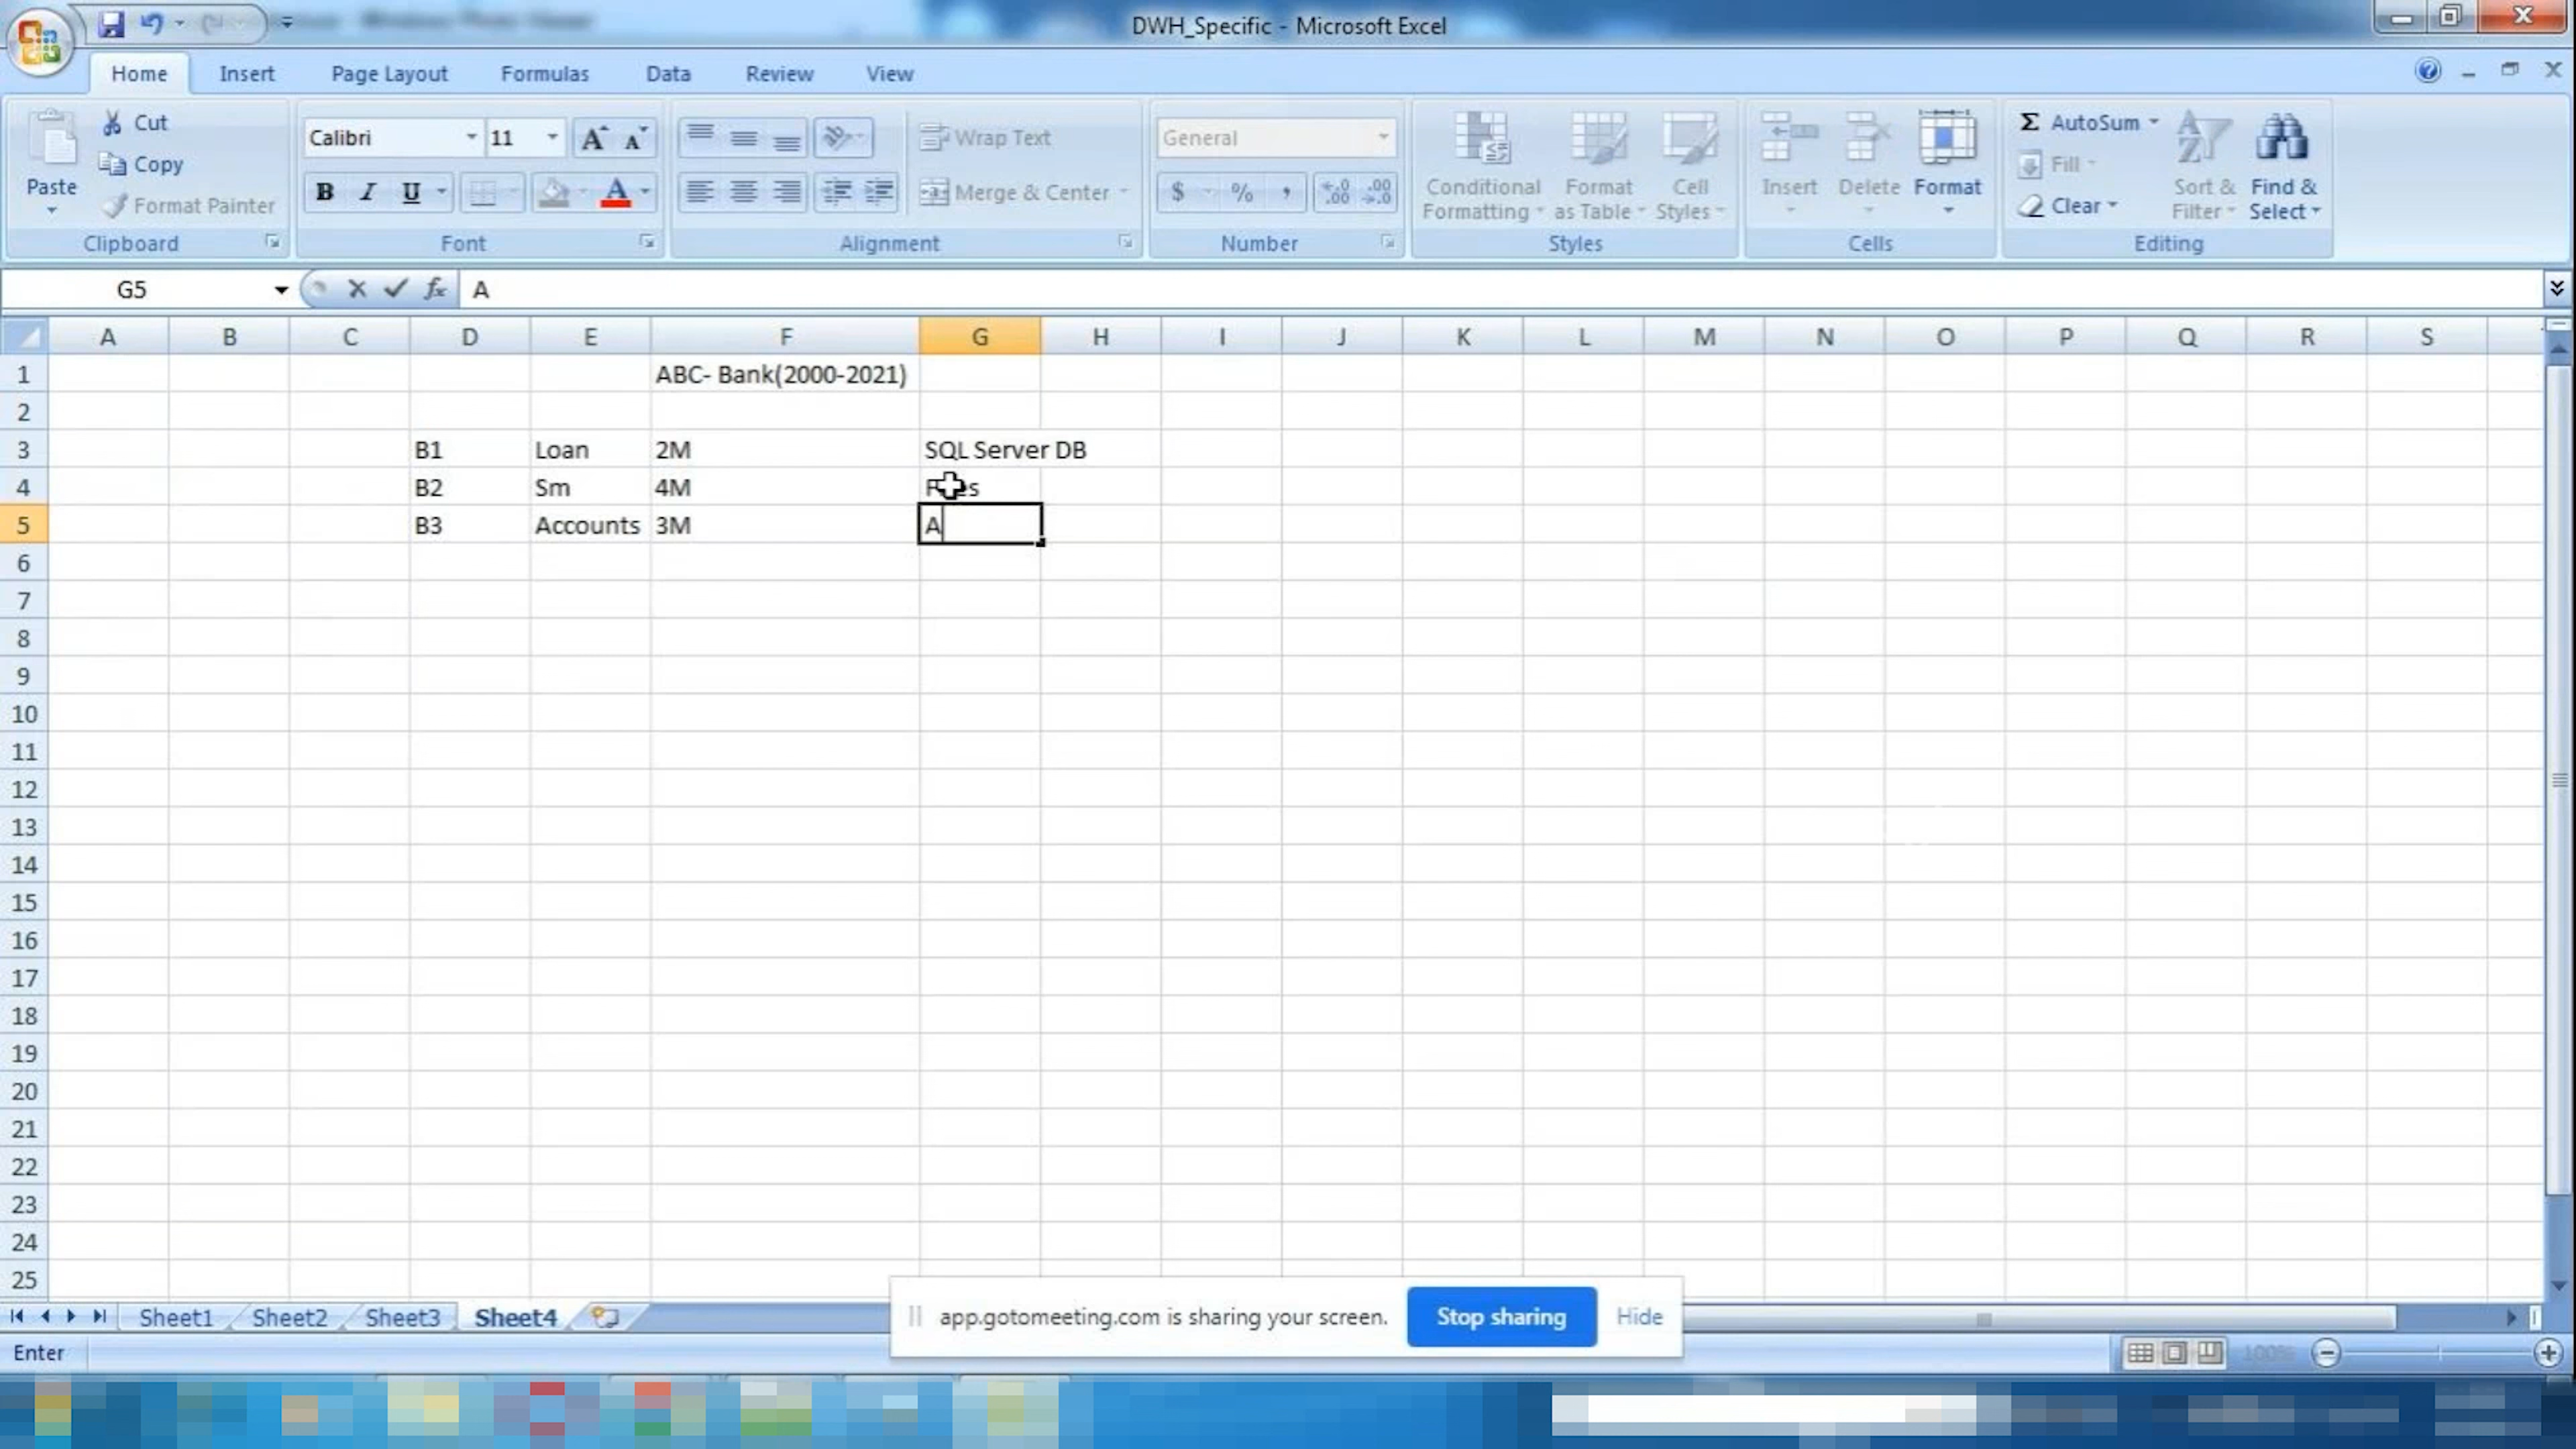 DWH_Specific - Microsoft Excel
Home Insert Page Layout Formulas Data Review View
Paste
Cut
Copy
Format Painter
Clipboard
Calibri 11 A A
B I U A
Font
Wrap Text
Merge & Center
Alignment
General
$ % ,
Number
Conditional Formatting
Format as Table
Cell Styles
Styles
Insert Delete Format
Cells
Σ AutoSum
Fill
Clear
Sort & Filter
Find & Select
Editing
G5 fx A
A B C D E F G H I J K L M N O P Q R S
1 ABC- Bank(2000-2021)
2
3 B1 Loan 2M SQL Server DB
4 B2 Sm 4M
5 B3 Accounts 3M A
6
7
8
9
10
11
12
13
14
15
16
17
18
19
20
21
22
23
24
25
Sheet1 Sheet2 Sheet3 Sheet4
app.gotomeeting.com is sharing your screen. Stop sharing Hide
Enter 100%